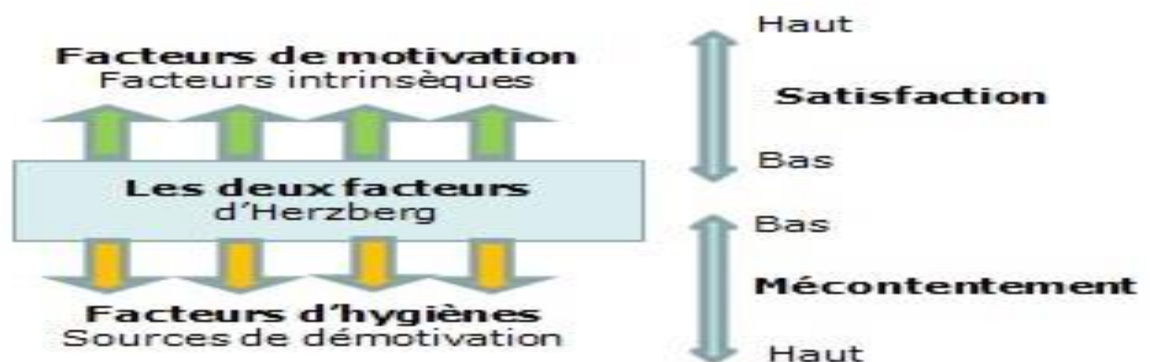 Facteurs de motivation
Facteurs intrinsèques
Les deux facteurs
d'Herzberg
Facteurs d'hygiènes
Sources de démotivation
Haut
Satisfaction
Bas
Bas
Mécontentement
Haut